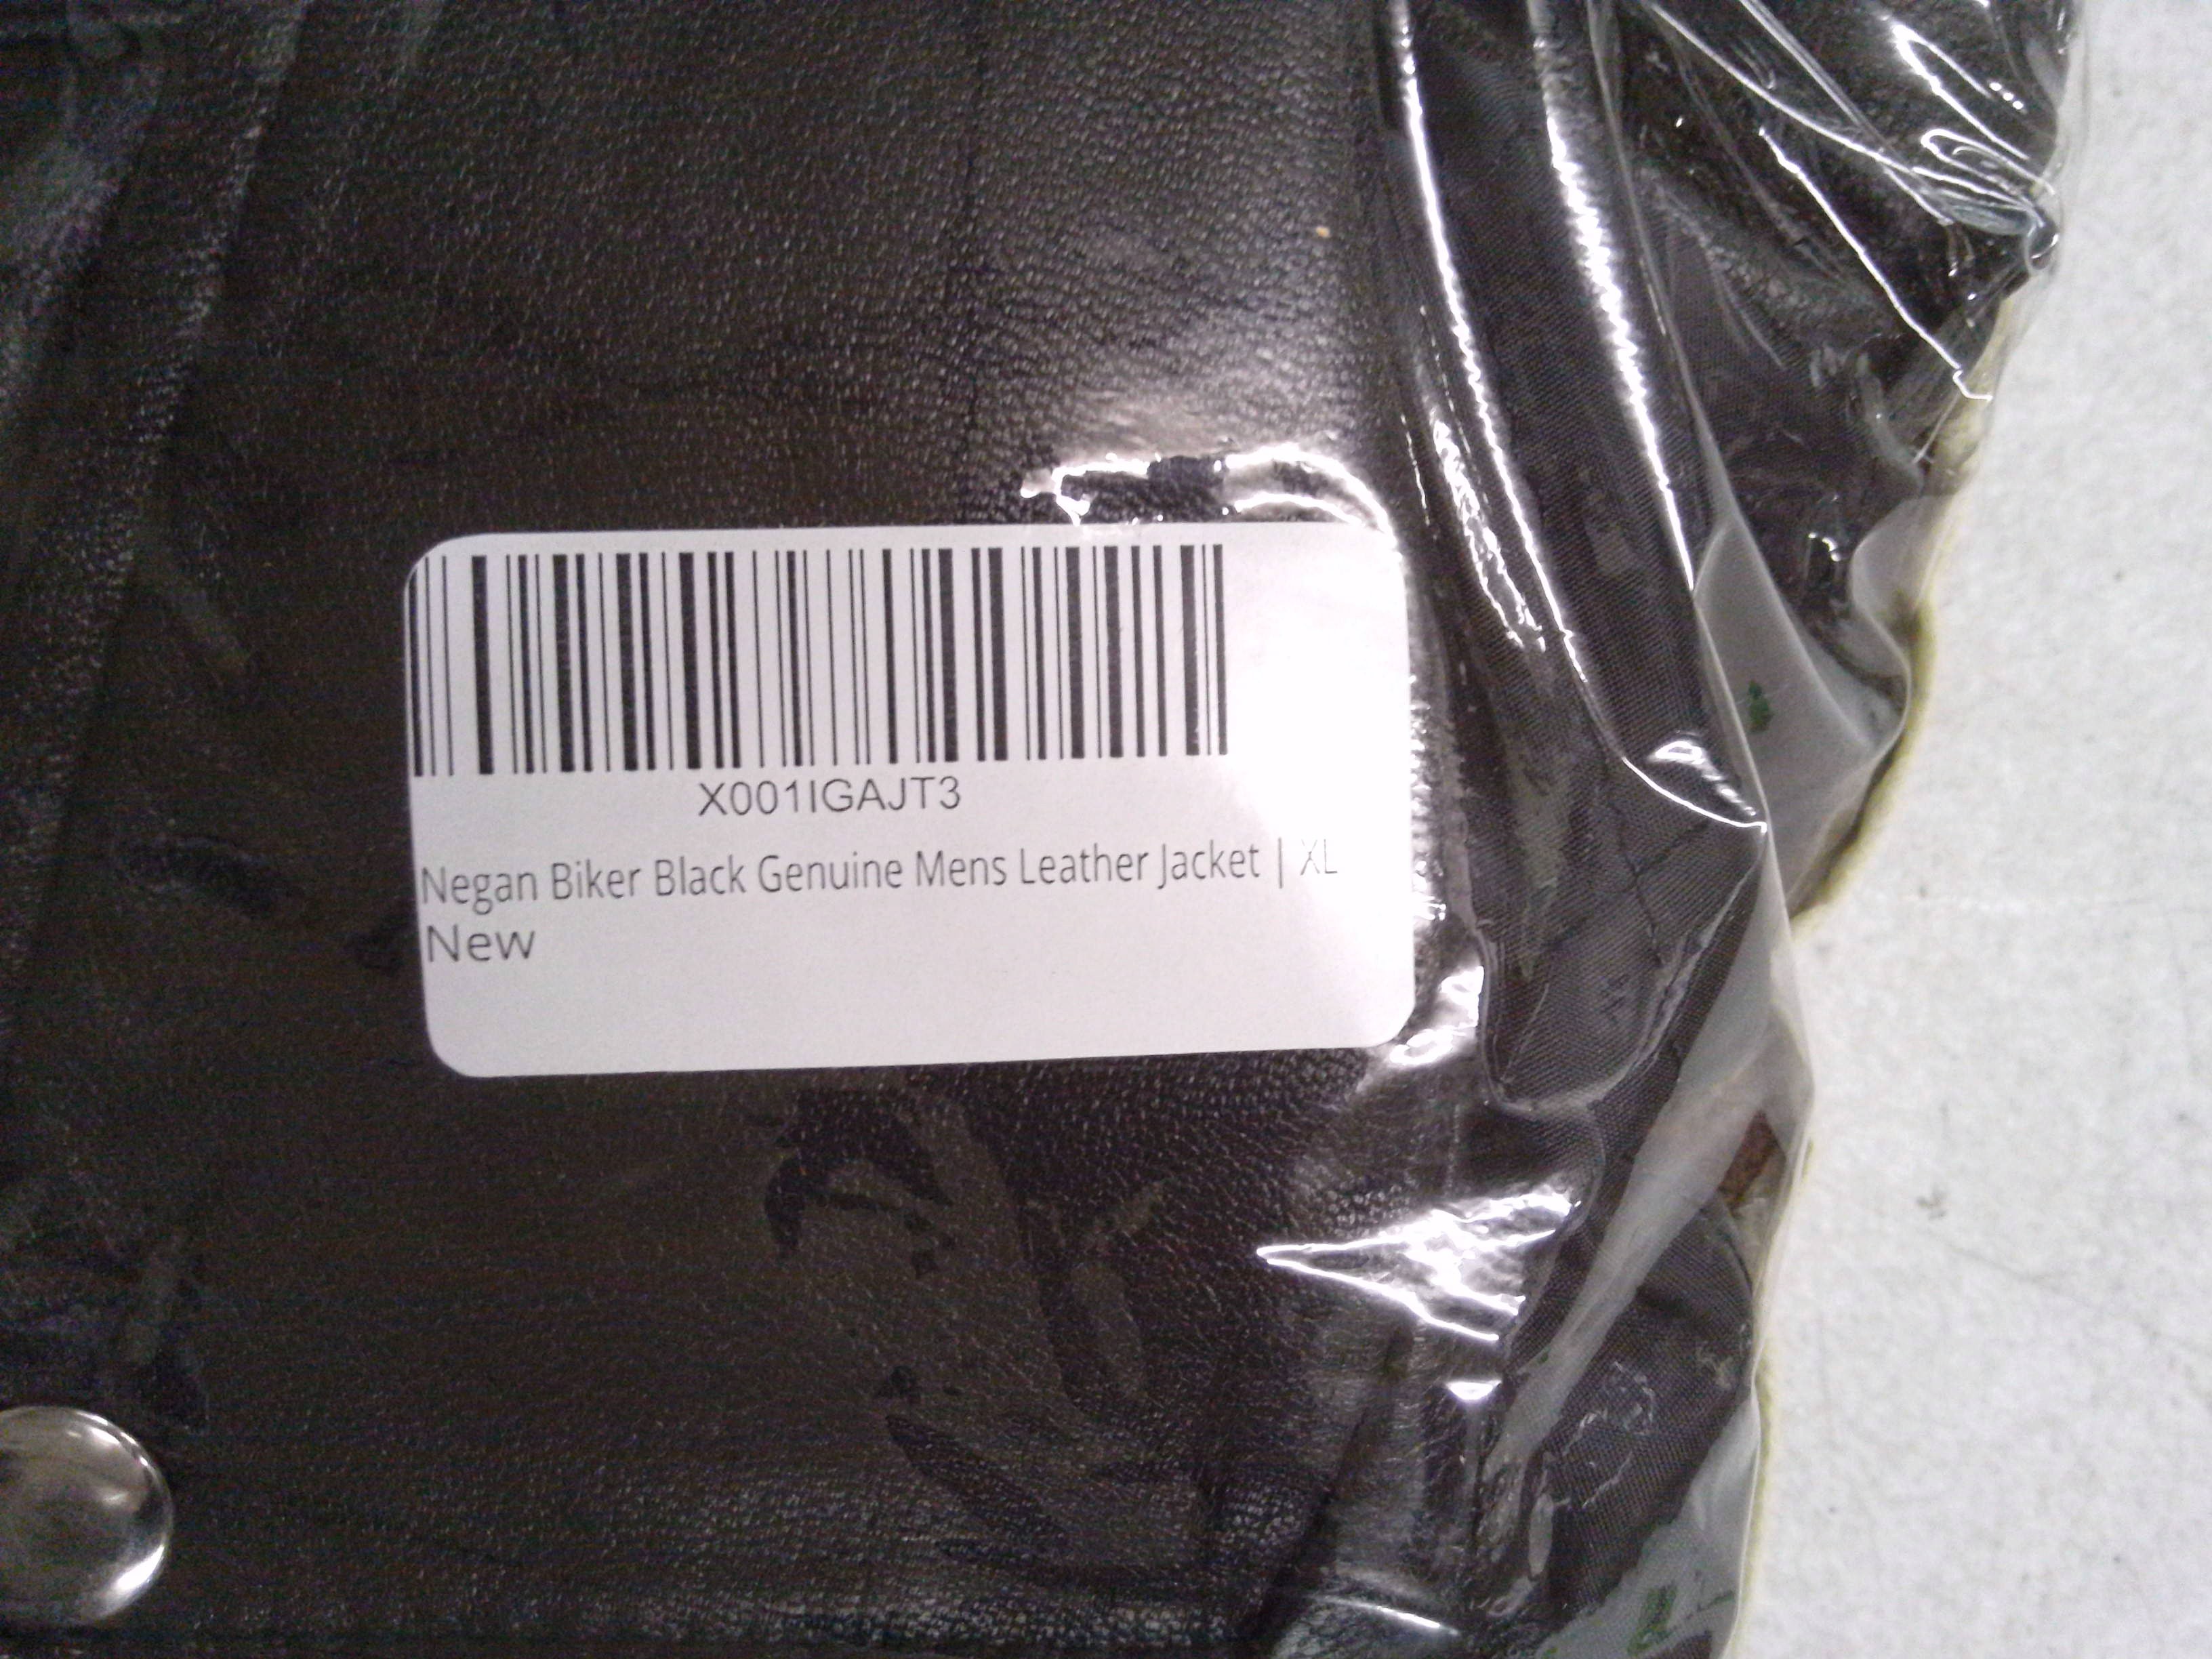 X001IGAJT3
Negan Biker Black Genuine Mens Leather Jacket | XL
New